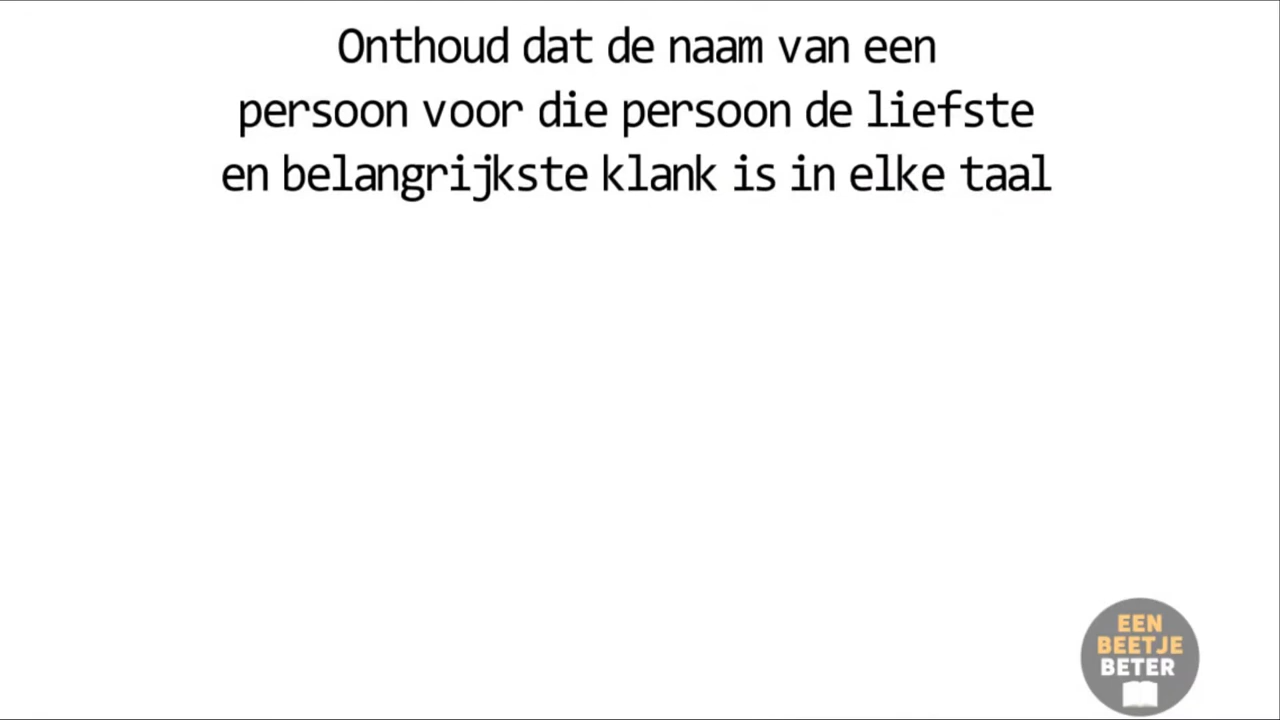 Onthoud dat de naam van een
persoon voor die persoon de liefste
en belangrijkste klank is in elke taal
EEN
BEETJE
BETER